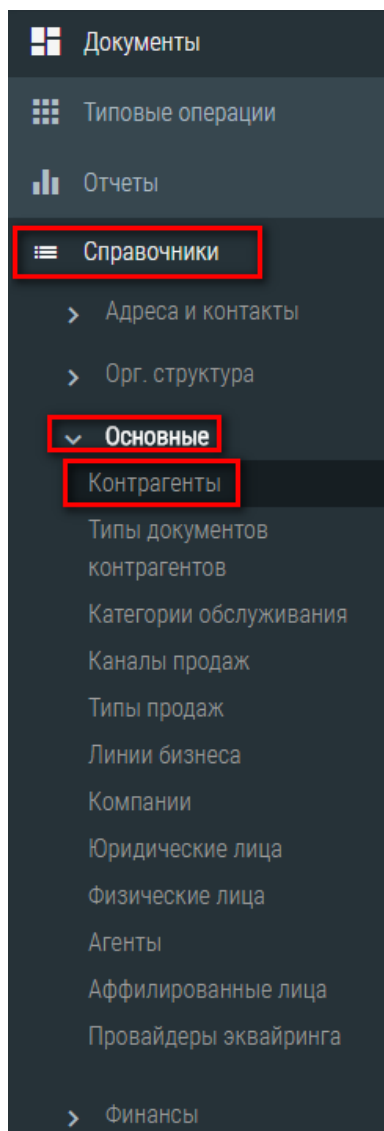 Документы
Типовые операции
Отчеты
Справочники
Адреса и контакты
Орг. структура
Основные
Контрагенты
Типы документов
контрагентов
Категории обслуживания
Каналы продаж
Типы продаж
Линии бизнеса
Компании
Юридические лица
Физические лица
Агенты
Аффилированные лица
Провайдеры эквайринга
Финансы